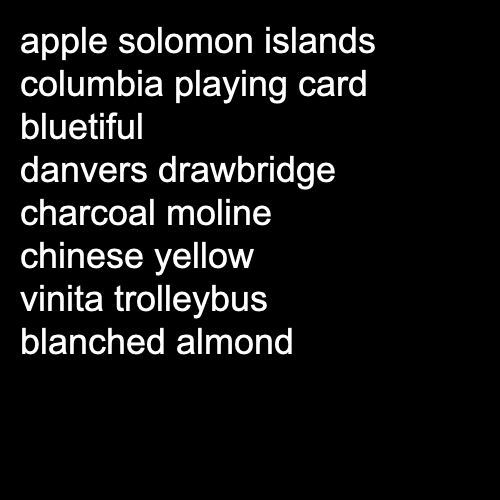 apple solomon islands
columbia playing card
bluetiful
danvers drawbridge
charcoal moline
chinese yellow
vinita trolleybus
blanched almond